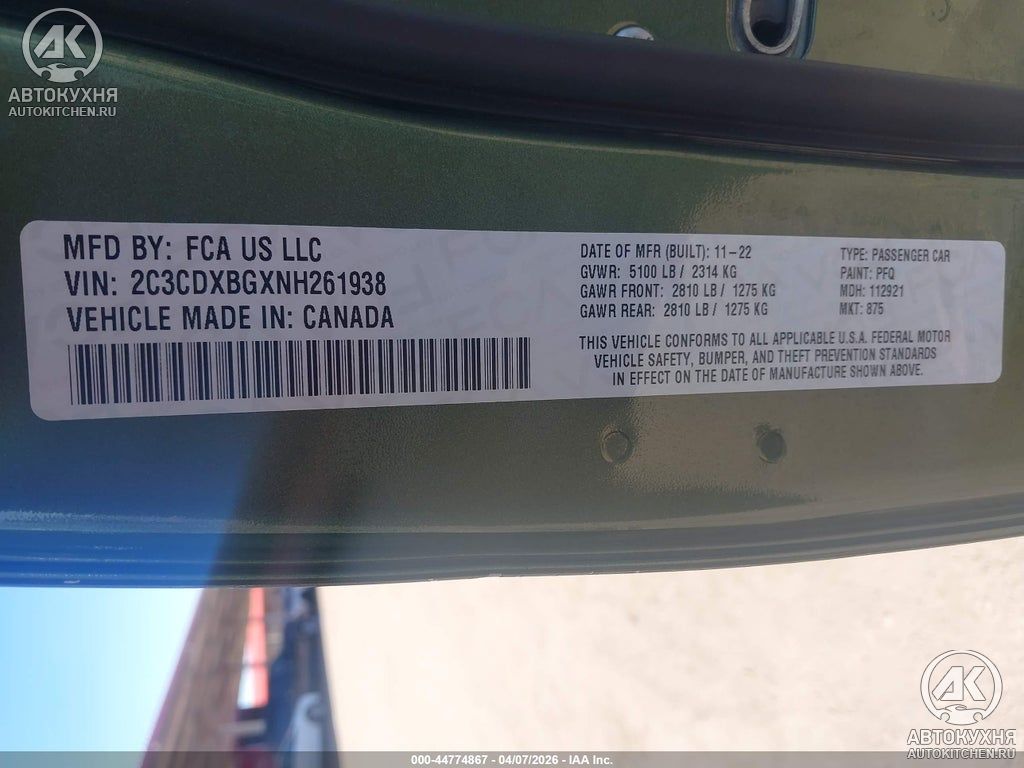 АК
АВТОКУХНЯ
AUTOKITCHEN.RU
MFD BY: FCA US LLC
VIN: 2C3CDXBGXNH261938
VEHICLE MADE IN: CANADA
DATE OF MFR (BUILT): 11-22
GVWR: 5100 LB / 2314 KG
GAWR FRONT: 2810 LB / 1275 KG
GAWR REAR: 2810 LB / 1275 KG
TYPE: PASSENGER CAR
PAINT: PFQ
MDH: 112921
MKT: 875
THIS VEHICLE CONFORMS TO ALL APPLICABLE U.S.A. FEDERAL MOTOR
VEHICLE SAFETY, BUMPER, AND THEFT PREVENTION STANDARDS
IN EFFECT ON THE DATE OF MANUFACTURE SHOWN ABOVE.
АК
АВТОКУХНЯ
AUTOKITCHEN.RU
000-44774867 - 04/07/2026 - IAA Inc.